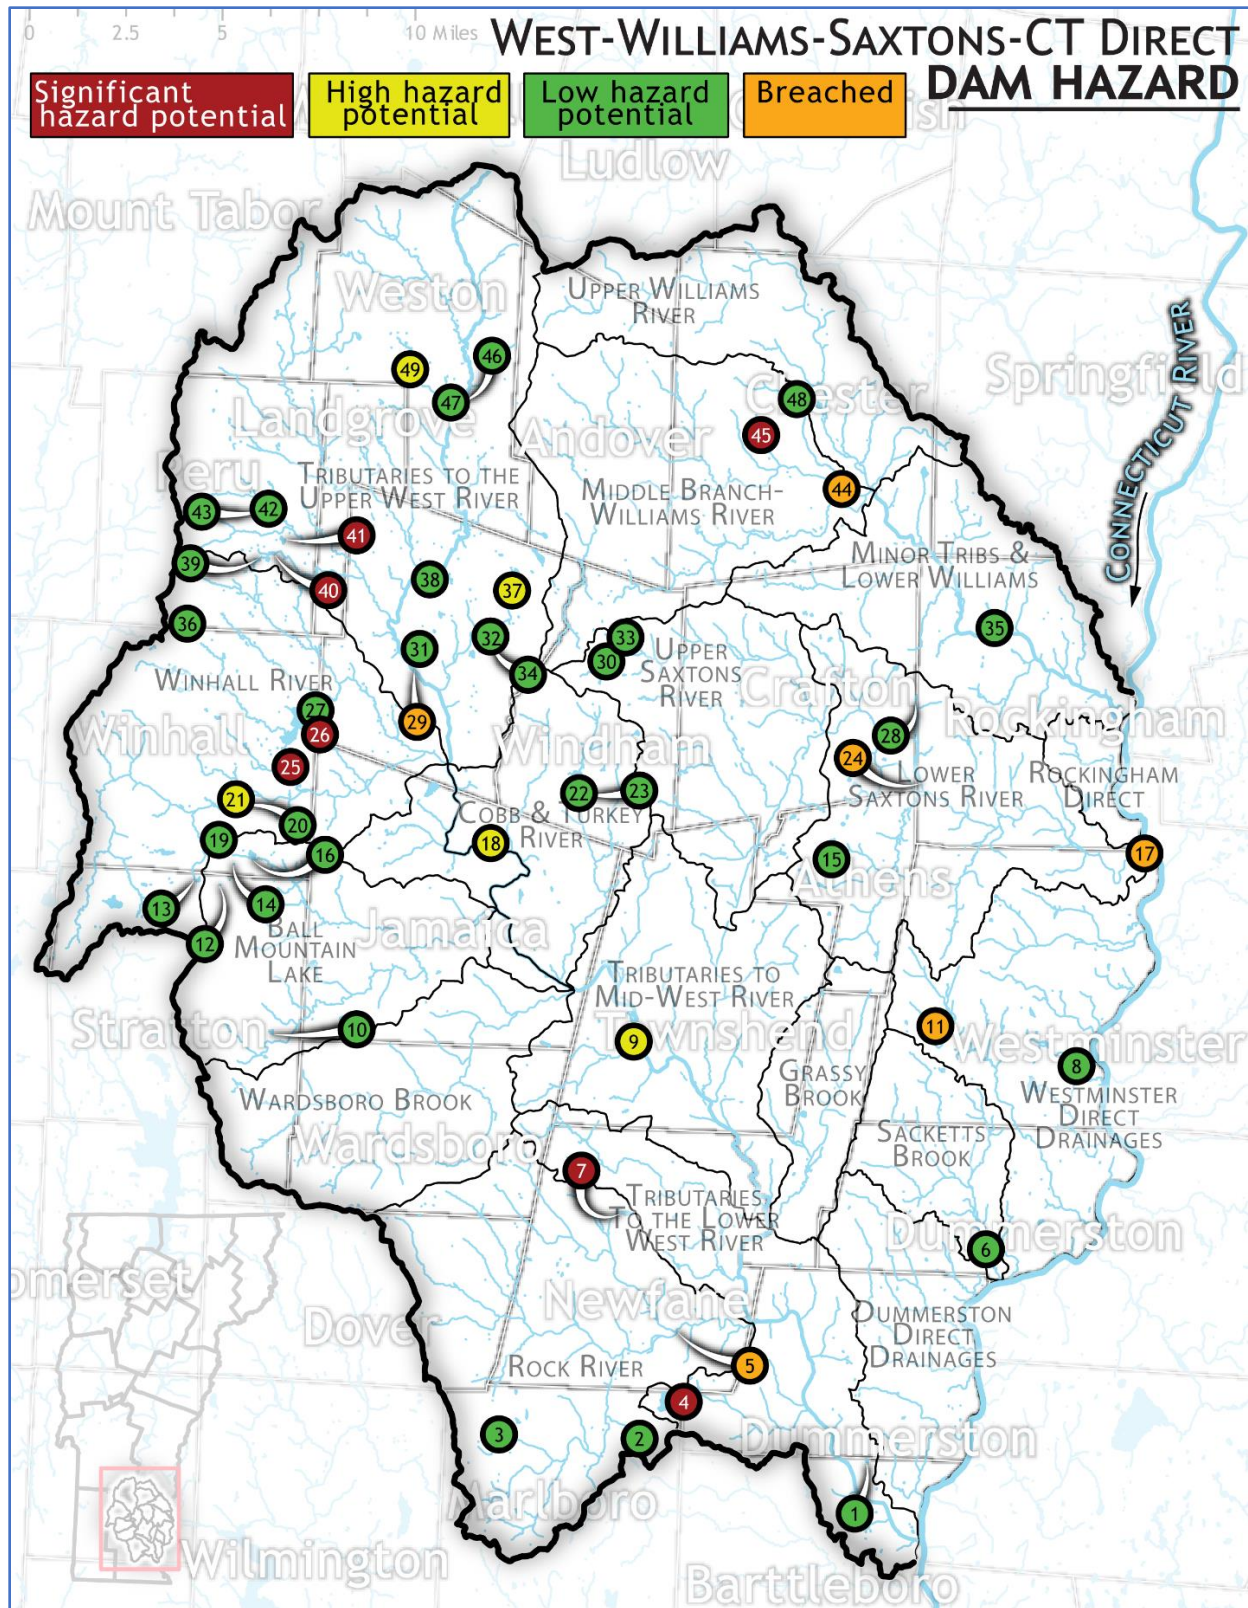 WEST-WILLIAMS-SAXTONS-CT DIRECT
DAM HAZARD
0 2.5 5 10 Miles
Significant
hazard potential
High hazard
potential
Low hazard
potential
Breached
Ludlow
Mount Tabor
Weston
UPPER WILLIAMS
RIVER
CONNECTICUT RIVER
Springfield
46
49
47
48
Chester
Landgrove
Andover
45
Peru
TRIBUTARIES TO THE
UPPER WEST RIVER
MIDDLE BRANCH-
WILLIAMS RIVER
44
43
42
41
MINOR TRIBS &
LOWER WILLIAMS
39
40
38
37
36
35
32
33
31
30
34
UPPER
SAXTONS
RIVER
WINHALL RIVER
Crafton
27
29
26
Winhall
Windham
Rockingham
28
24
25
LOWER
SAXTONS RIVER
ROCKINGHAM
DIRECT
21
22
23
20
COBB & TURKEY
RIVER
19
18
16
15
17
Athens
13
14
12
BALL
MOUNTAIN
LAKE
Jamaica
TRIBUTARIES TO
MID-WEST RIVER
Stratton
10
9
Townshend
11
Westminster
8
GRASSY
BROOK
WARDSBORO BROOK
WESTMINSTER
DIRECT
DRAINAGES
SACKETTS
BROOK
Wardsboro
7
TRIBUTARIES
TO THE LOWER
WEST RIVER
Dummerston
6
omerset
Dover
Newfane
DUMMERSTON
DIRECT
DRAINAGES
ROCK RIVER
5
4
3
2
Dummerston
Marlboro
1
Wilmington
Barttleboro